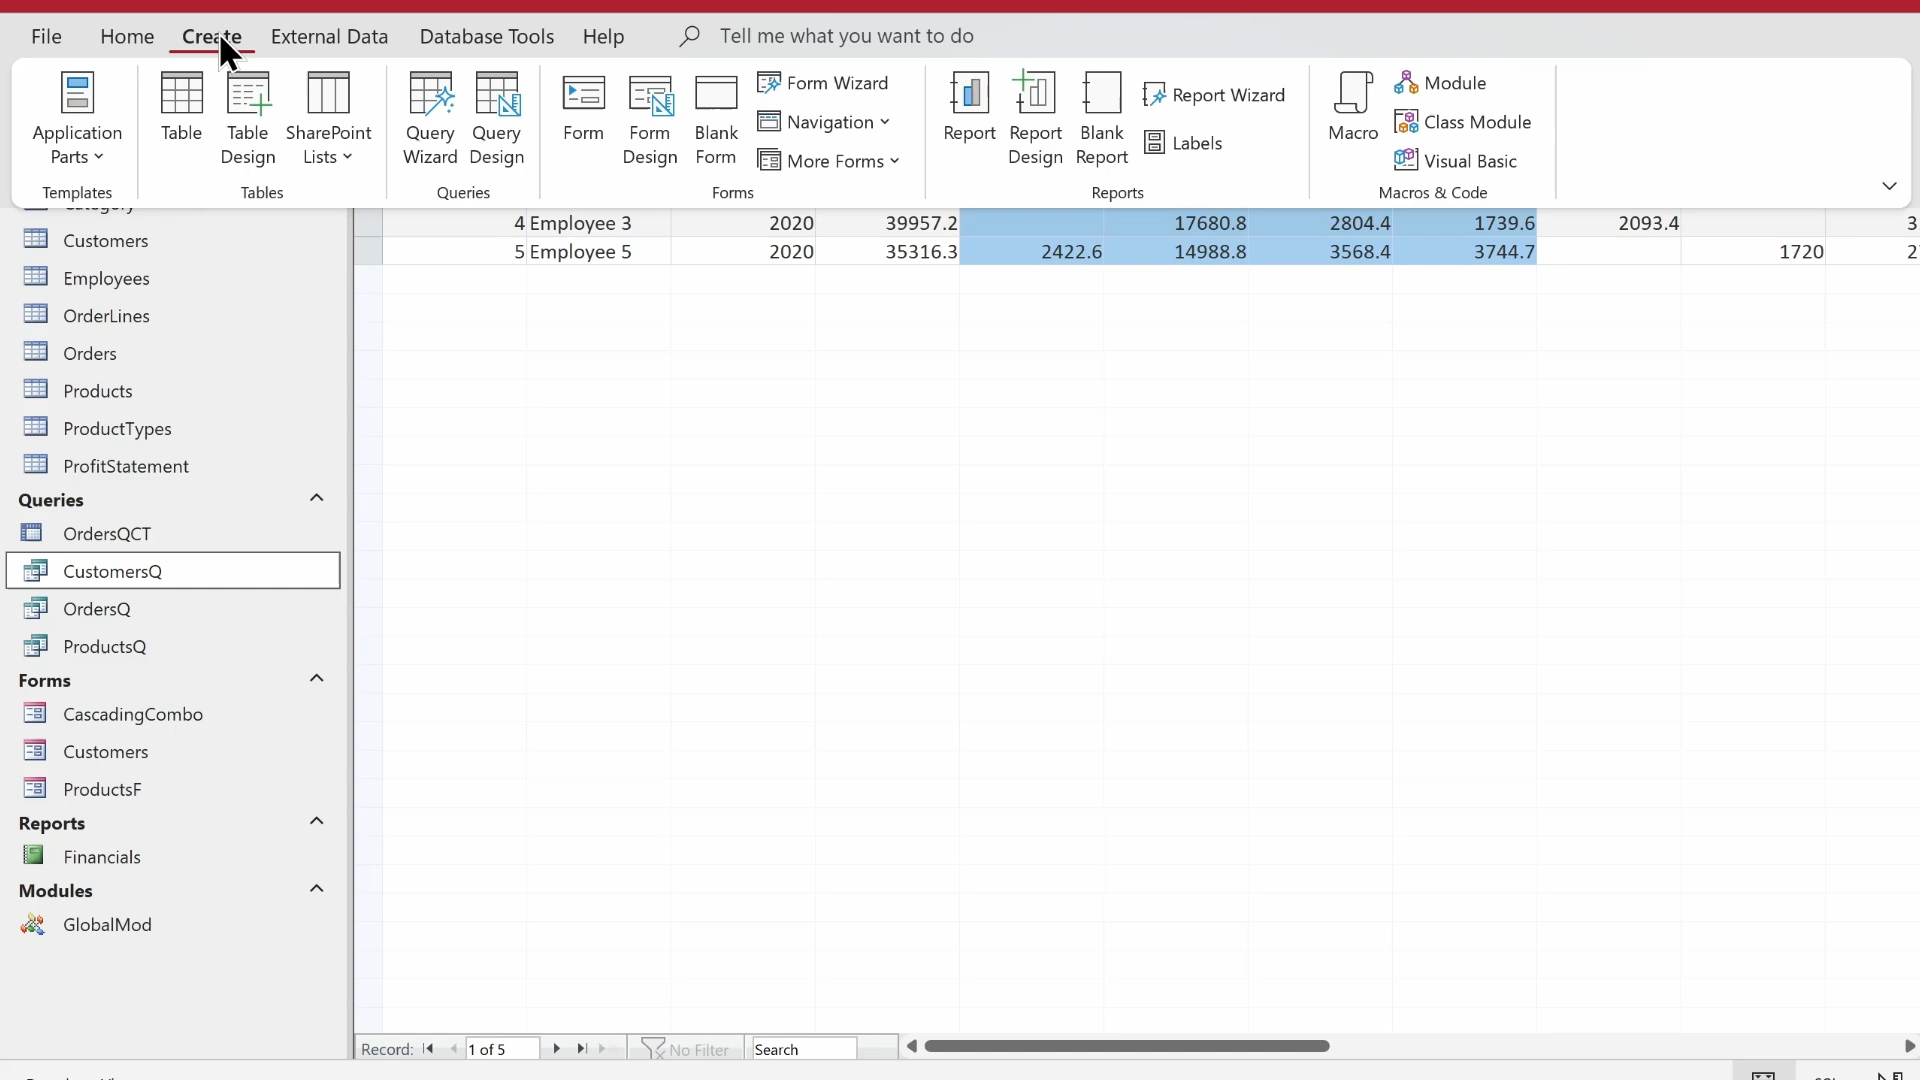 File Home Create External Data Database Tools Help Tell me what you want to do
Application Parts
Templates
Table
Table Design
SharePoint Lists
Tables
Query Wizard
Query Design
Queries
Form
Form Design
Blank Form
Form Wizard
Navigation
More Forms
Forms
Report
Report Design
Blank Report
Report Wizard
Labels
Reports
Macro
Module
Class Module
Visual Basic
Macros & Code
Category
Customers
Employees
OrderLines
Orders
Products
ProductTypes
ProfitStatement
Queries
OrdersQCT
CustomersQ
OrdersQ
ProductsQ
Forms
CascadingCombo
Customers
ProductsF
Reports
Financials
Modules
GlobalMod
4 Employee 3 2020 39957.2 17680.8 2804.4 1739.6 2093.4
5 Employee 5 2020 35316.3 2422.6 14988.8 3568.4 3744.7 1720
Record: 1 of 5 No Filter Search